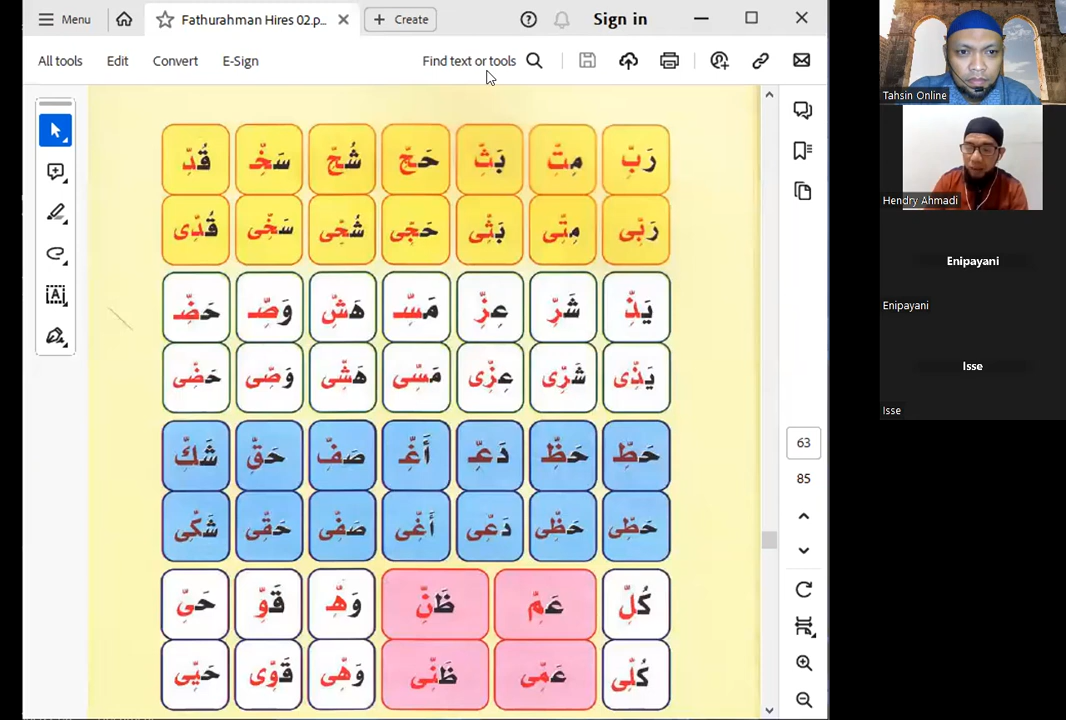 Menu
Fathurahman Hires 02.p...
Create
Sign in
All tools
Edit
Convert
E-Sign
Find text or tools
رَبِّ مِتِّ بَثِّ حَجِّ شُحِّ سَخِّ قُدِّ
رَبِّى مِتِّى بَثِّى حَجِّى شُحِّى سَخِّى قُدِّى
يَذِّ شَرِّ عِزِّ مَسِّـ هَشِّ وَصِّـ حَضِّـ
يَذِّى شَرِّى عِزِّى مَسِّى هَشِّى وَصِّى حَضِّى
حَطِّ حَظِّ دَعِّـ أَغِّـ صَفِّ حَقِّ شَكِّ
حَطِّى حَظِّى دَعِّى أَغِّى صَفِّى حَقِّى شَكِّى
كُلِّ عَمِّ ظَنِّ وَهِّـ قَوِّ حَىِّ
كُلِّى عَمِّى ظَنِّى وَهِّى قَوِّى حَيِّى
63
85
Tahsin Online
Hendry Ahmadi
Enipayani
Enipayani
Isse
Isse